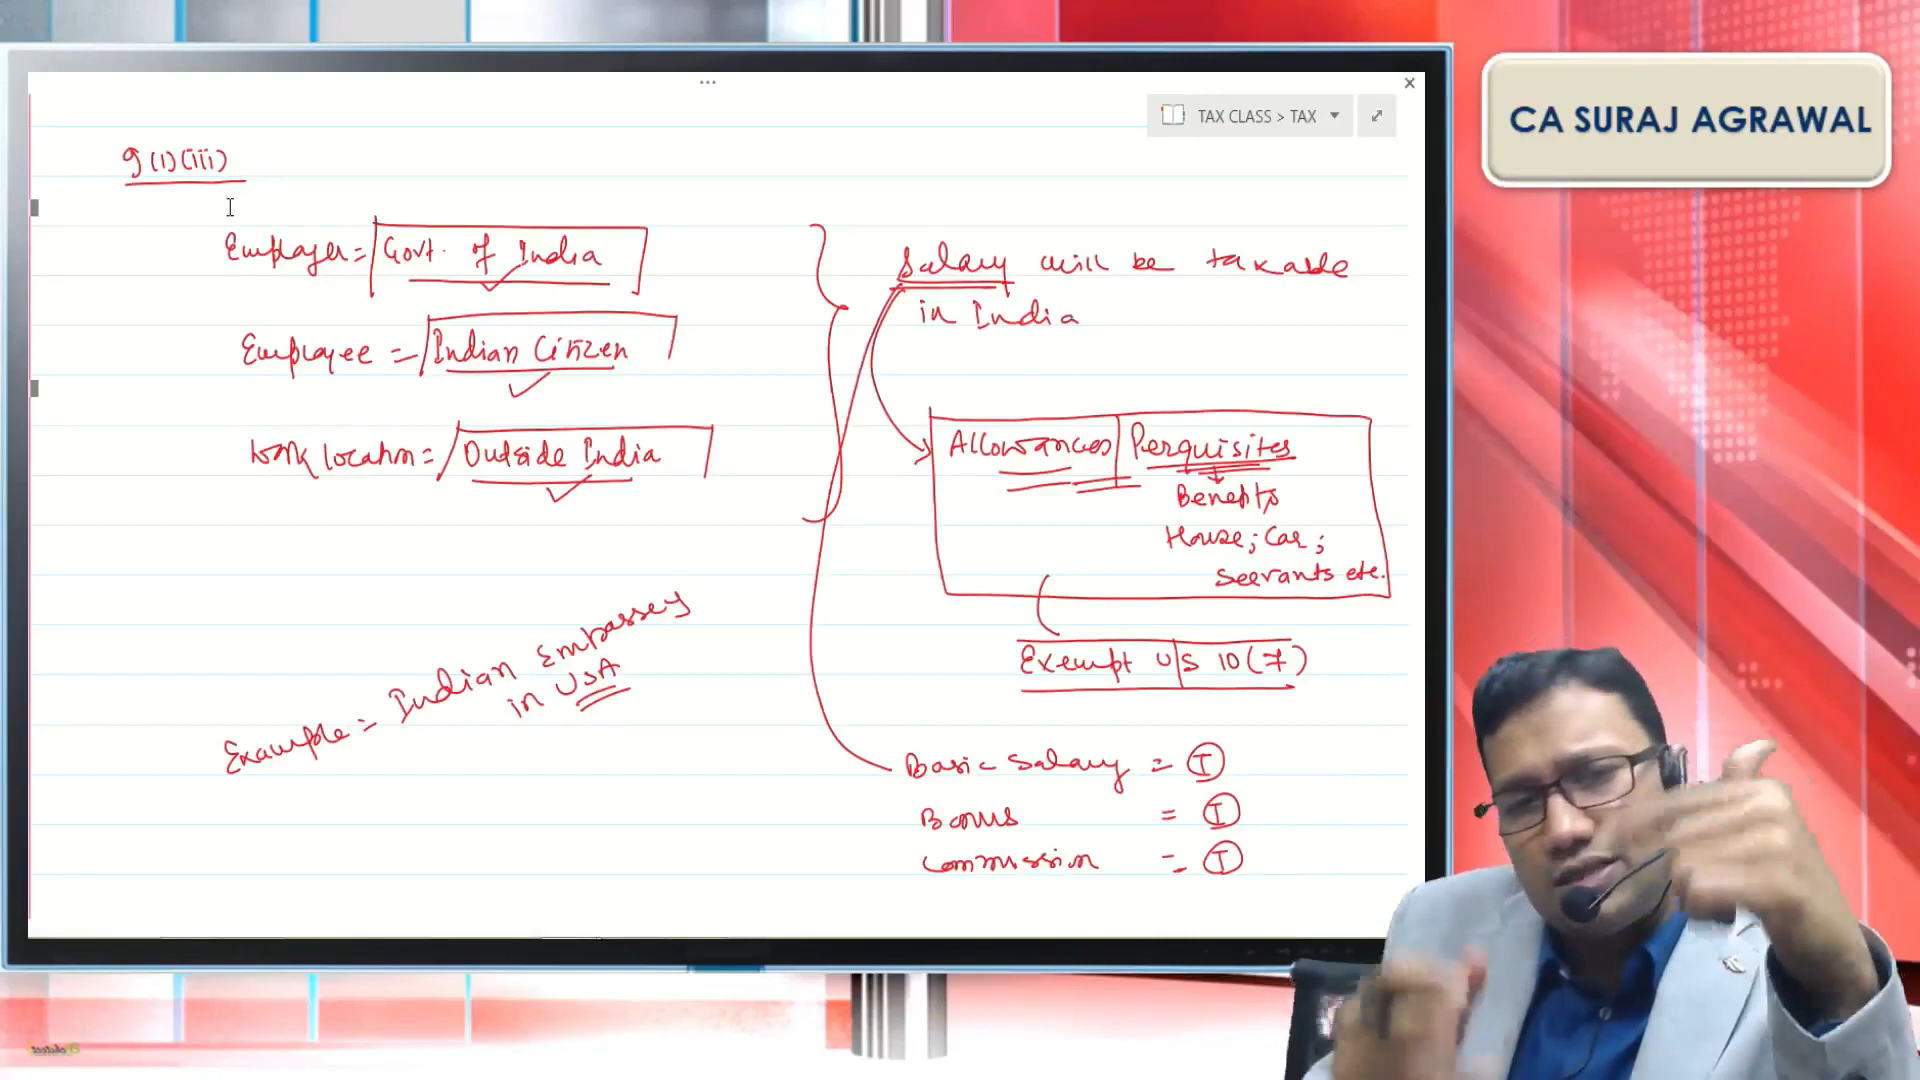 CA SURAJ AGRAWAL
TAX CLASS > TAX
9(1)(iii)
Employer = Govt. of India
Employee = Indian Citizen
Work location = Outside India
Example = Indian Embassey
in USA
Salary will be taxable
in India
Allowances Perquisites
Benefits
House; Car;
Servants etc.
Exempt u/s 10(7)
Basic Salary = I
Bonus = I
Commission = I